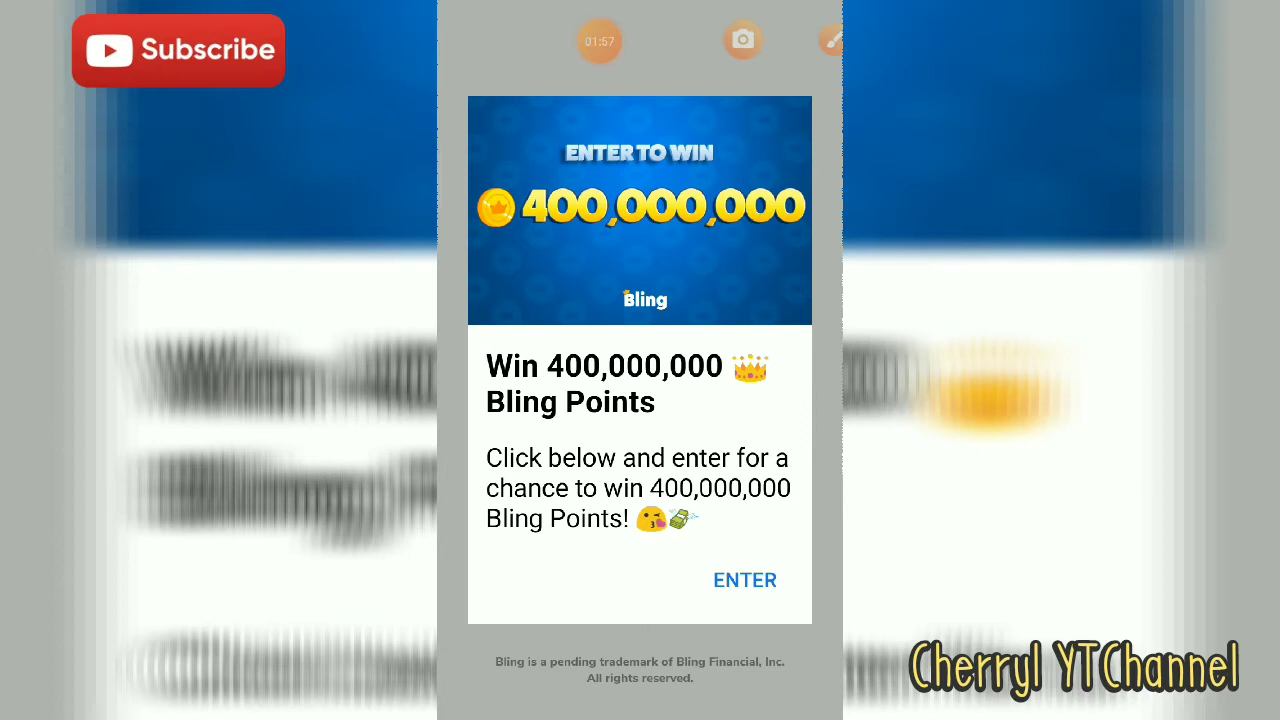 Subscribe
01:57
ENTER TO WIN
400,000,000
Bling
Win 400,000,000 👑
Bling Points
Click below and enter for a
chance to win 400,000,000
Bling Points! 😘💸
ENTER
Bling is a pending trademark of Bling Financial, Inc.
All rights reserved.
Cherryl YTChannel